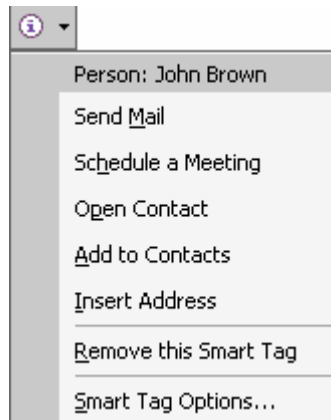 Person: John Brown
Send Mail
Schedule a Meeting
Open Contact
Add to Contacts
Insert Address
Remove this Smart Tag
Smart Tag Options...